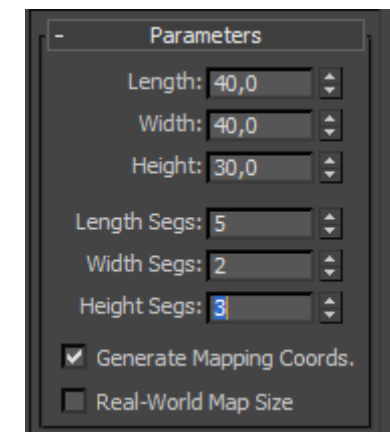 - Parameters
Length: 40,0
Width: 40,0
Height: 30,0
Length Segs: 5
Width Segs: 2
Height Segs: 3
Generate Mapping Coords.
Real-World Map Size